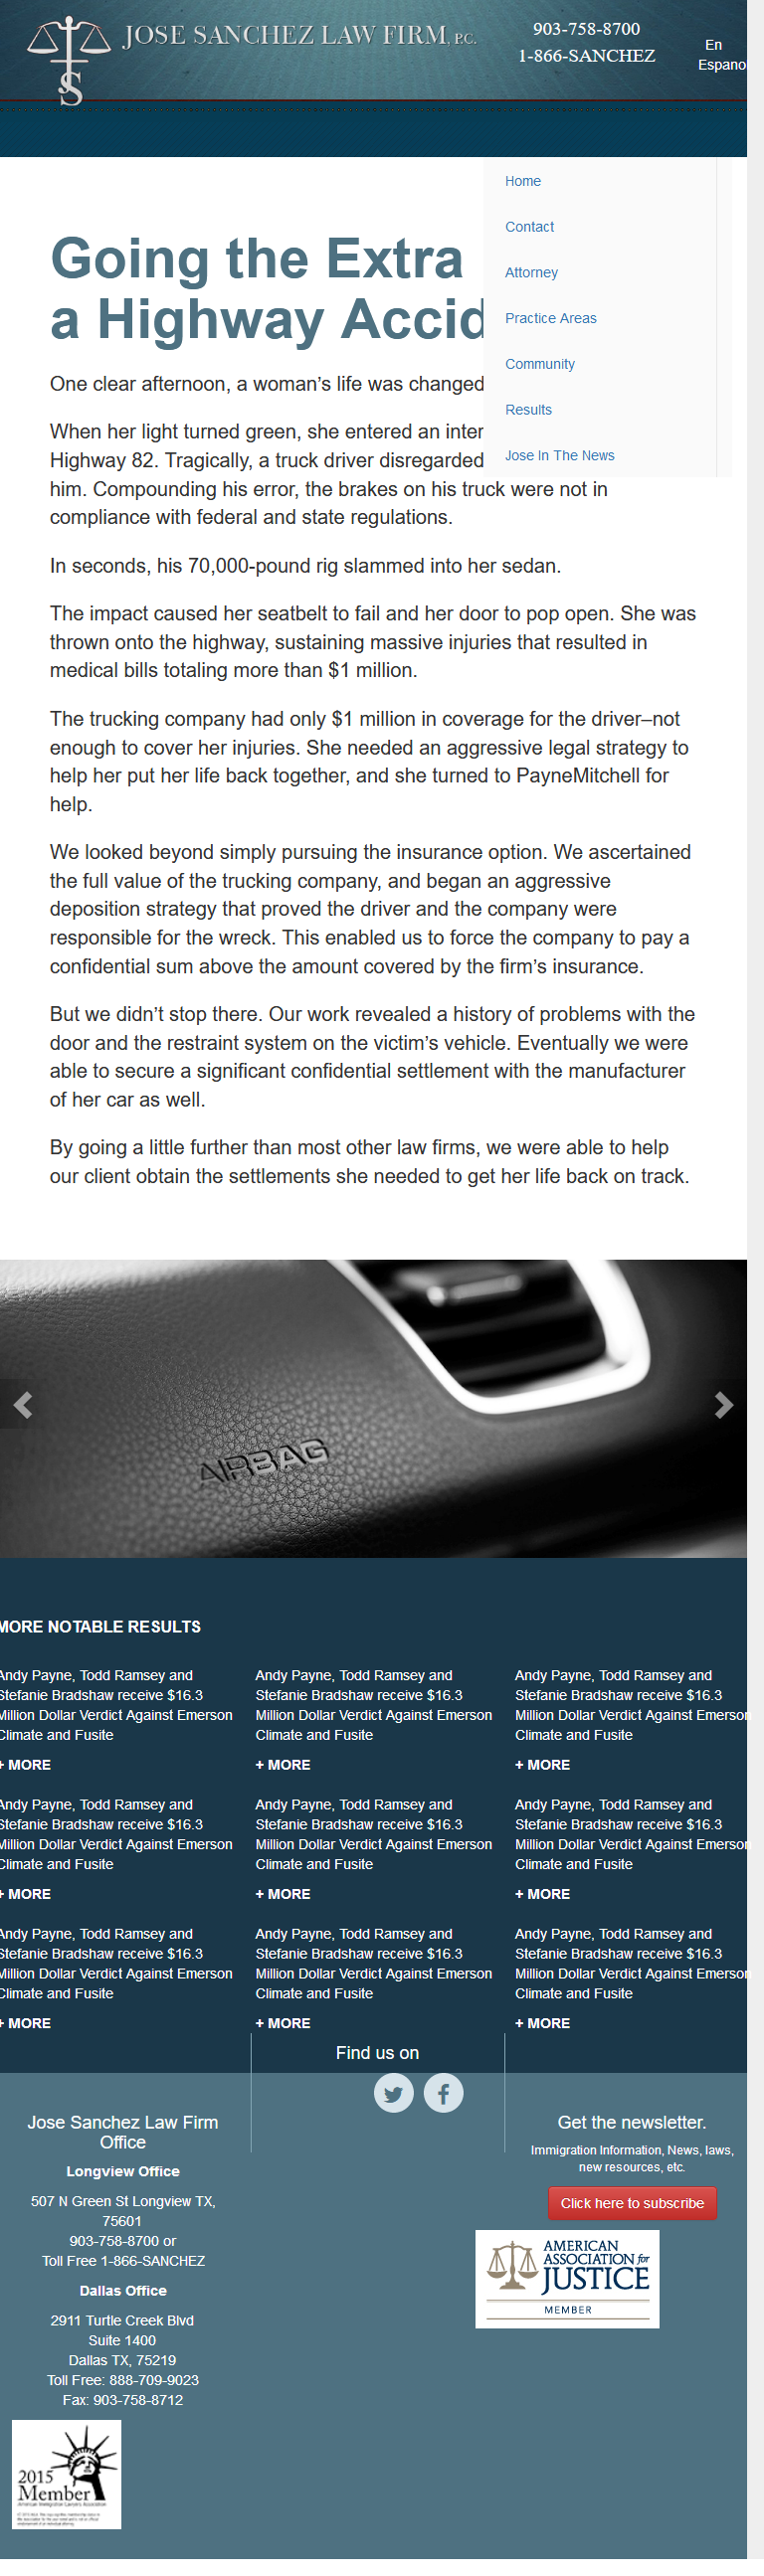 JOSE SANCHEZ LAW FIRM, P.C.
903-758-8700
1-866-SANCHEZ
En
Espano
JS
Home
Contact
Attorney
Practice Areas
Community
Results
Jose In The News
Going the Extra
a Highway Accid
One clear afternoon, a woman’s life was changed
When her light turned green, she entered an inter
Highway 82. Tragically, a truck driver disregarded
him. Compounding his error, the brakes on his truck were not in
compliance with federal and state regulations.
In seconds, his 70,000-pound rig slammed into her sedan.
The impact caused her seatbelt to fail and her door to pop open. She was
thrown onto the highway, sustaining massive injuries that resulted in
medical bills totaling more than $1 million.
The trucking company had only $1 million in coverage for the driver–not
enough to cover her injuries. She needed an aggressive legal strategy to
help her put her life back together, and she turned to PayneMitchell for
help.
We looked beyond simply pursuing the insurance option. We ascertained
the full value of the trucking company, and began an aggressive
deposition strategy that proved the driver and the company were
responsible for the wreck. This enabled us to force the company to pay a
confidential sum above the amount covered by the firm’s insurance.
But we didn’t stop there. Our work revealed a history of problems with the
door and the restraint system on the victim’s vehicle. Eventually we were
able to secure a significant confidential settlement with the manufacturer
of her car as well.
By going a little further than most other law firms, we were able to help
our client obtain the settlements she needed to get her life back on track.
AIRBAG
MORE NOTABLE RESULTS
Andy Payne, Todd Ramsey and
Stefanie Bradshaw receive $16.3
Million Dollar Verdict Against Emerson
Climate and Fusite
+ MORE
Andy Payne, Todd Ramsey and
Stefanie Bradshaw receive $16.3
Million Dollar Verdict Against Emerson
Climate and Fusite
+ MORE
Andy Payne, Todd Ramsey and
Stefanie Bradshaw receive $16.3
Million Dollar Verdict Against Emerson
Climate and Fusite
+ MORE
Andy Payne, Todd Ramsey and
Stefanie Bradshaw receive $16.3
Million Dollar Verdict Against Emerson
Climate and Fusite
+ MORE
Andy Payne, Todd Ramsey and
Stefanie Bradshaw receive $16.3
Million Dollar Verdict Against Emerson
Climate and Fusite
+ MORE
Andy Payne, Todd Ramsey and
Stefanie Bradshaw receive $16.3
Million Dollar Verdict Against Emerson
Climate and Fusite
+ MORE
Andy Payne, Todd Ramsey and
Stefanie Bradshaw receive $16.3
Million Dollar Verdict Against Emerson
Climate and Fusite
+ MORE
Andy Payne, Todd Ramsey and
Stefanie Bradshaw receive $16.3
Million Dollar Verdict Against Emerson
Climate and Fusite
+ MORE
Andy Payne, Todd Ramsey and
Stefanie Bradshaw receive $16.3
Million Dollar Verdict Against Emerson
Climate and Fusite
+ MORE
Jose Sanchez Law Firm
Office
Longview Office
507 N Green St Longview TX,
75601
903-758-8700 or
Toll Free 1-866-SANCHEZ
Dallas Office
2911 Turtle Creek Blvd
Suite 1400
Dallas TX, 75219
Toll Free: 888-709-9023
Fax: 903-758-8712
2015
Member
American Immigration Lawyers Association
Find us on
Get the newsletter.
Immigration Information, News, laws,
new resources, etc.
Click here to subscribe
AMERICAN
ASSOCIATION for
JUSTICE
MEMBER